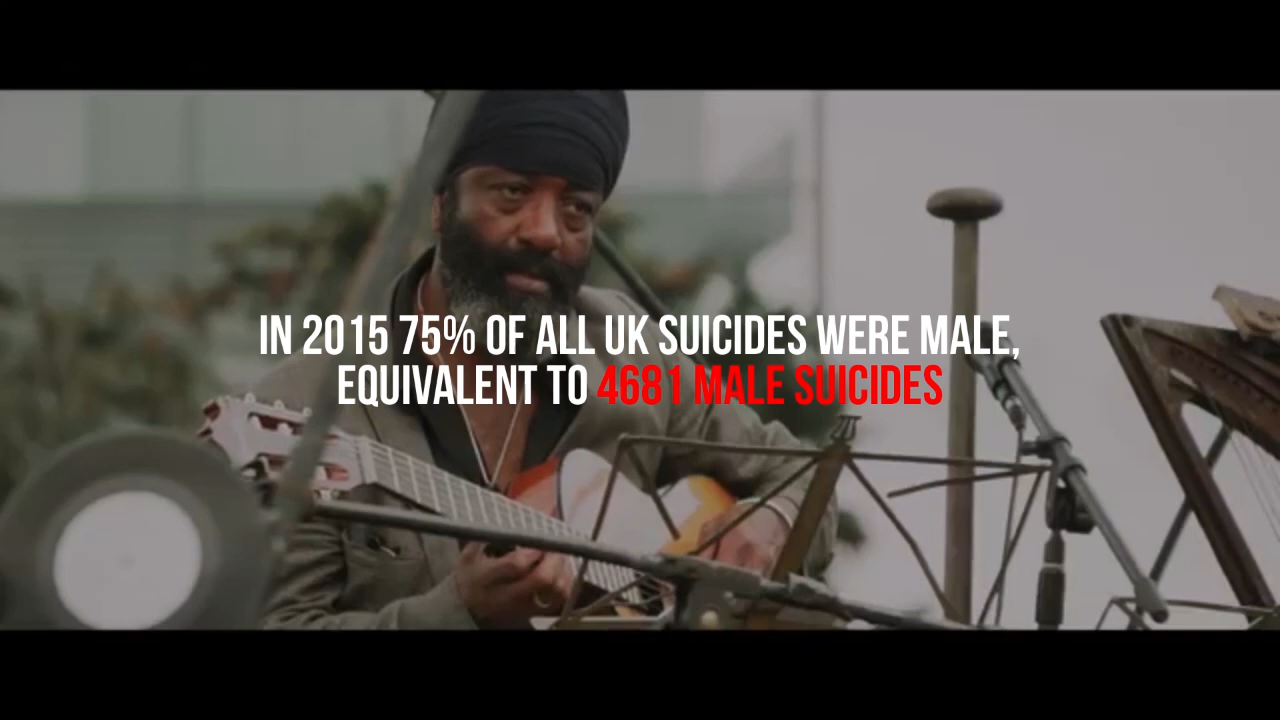 IN 2015 75% OF ALL UK SUICIDES WERE MALE,
EQUIVALENT TO 4681 MALE SUICIDES